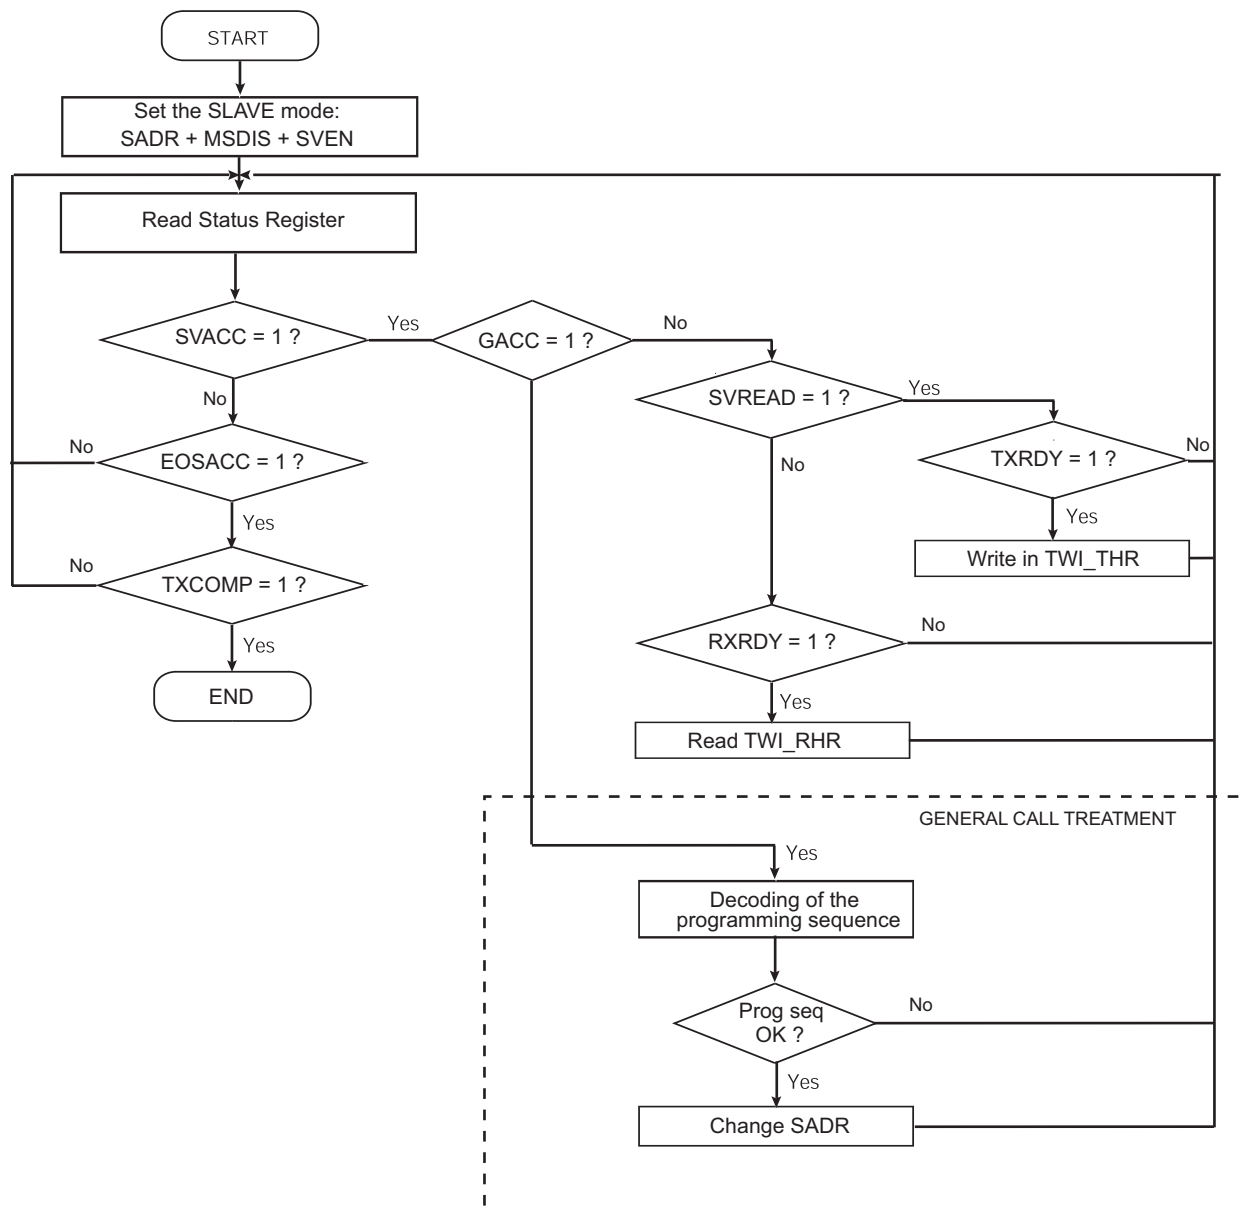 START
Set the SLAVE mode:
SADR + MSDIS + SVEN
Read Status Register
SVACC = 1 ?
Yes
GACC = 1 ?
No
SVREAD = 1 ?
Yes
No
EOSACC = 1 ?
No
TXRDY = 1 ?
No
No
Yes
Yes
Write in TWI_THR
TXCOMP = 1 ?
No
RXRDY = 1 ?
No
Yes
END
Yes
Read TWI_RHR
GENERAL CALL TREATMENT
Yes
Decoding of the
programming sequence
Prog seq
OK ?
No
Yes
Change SADR